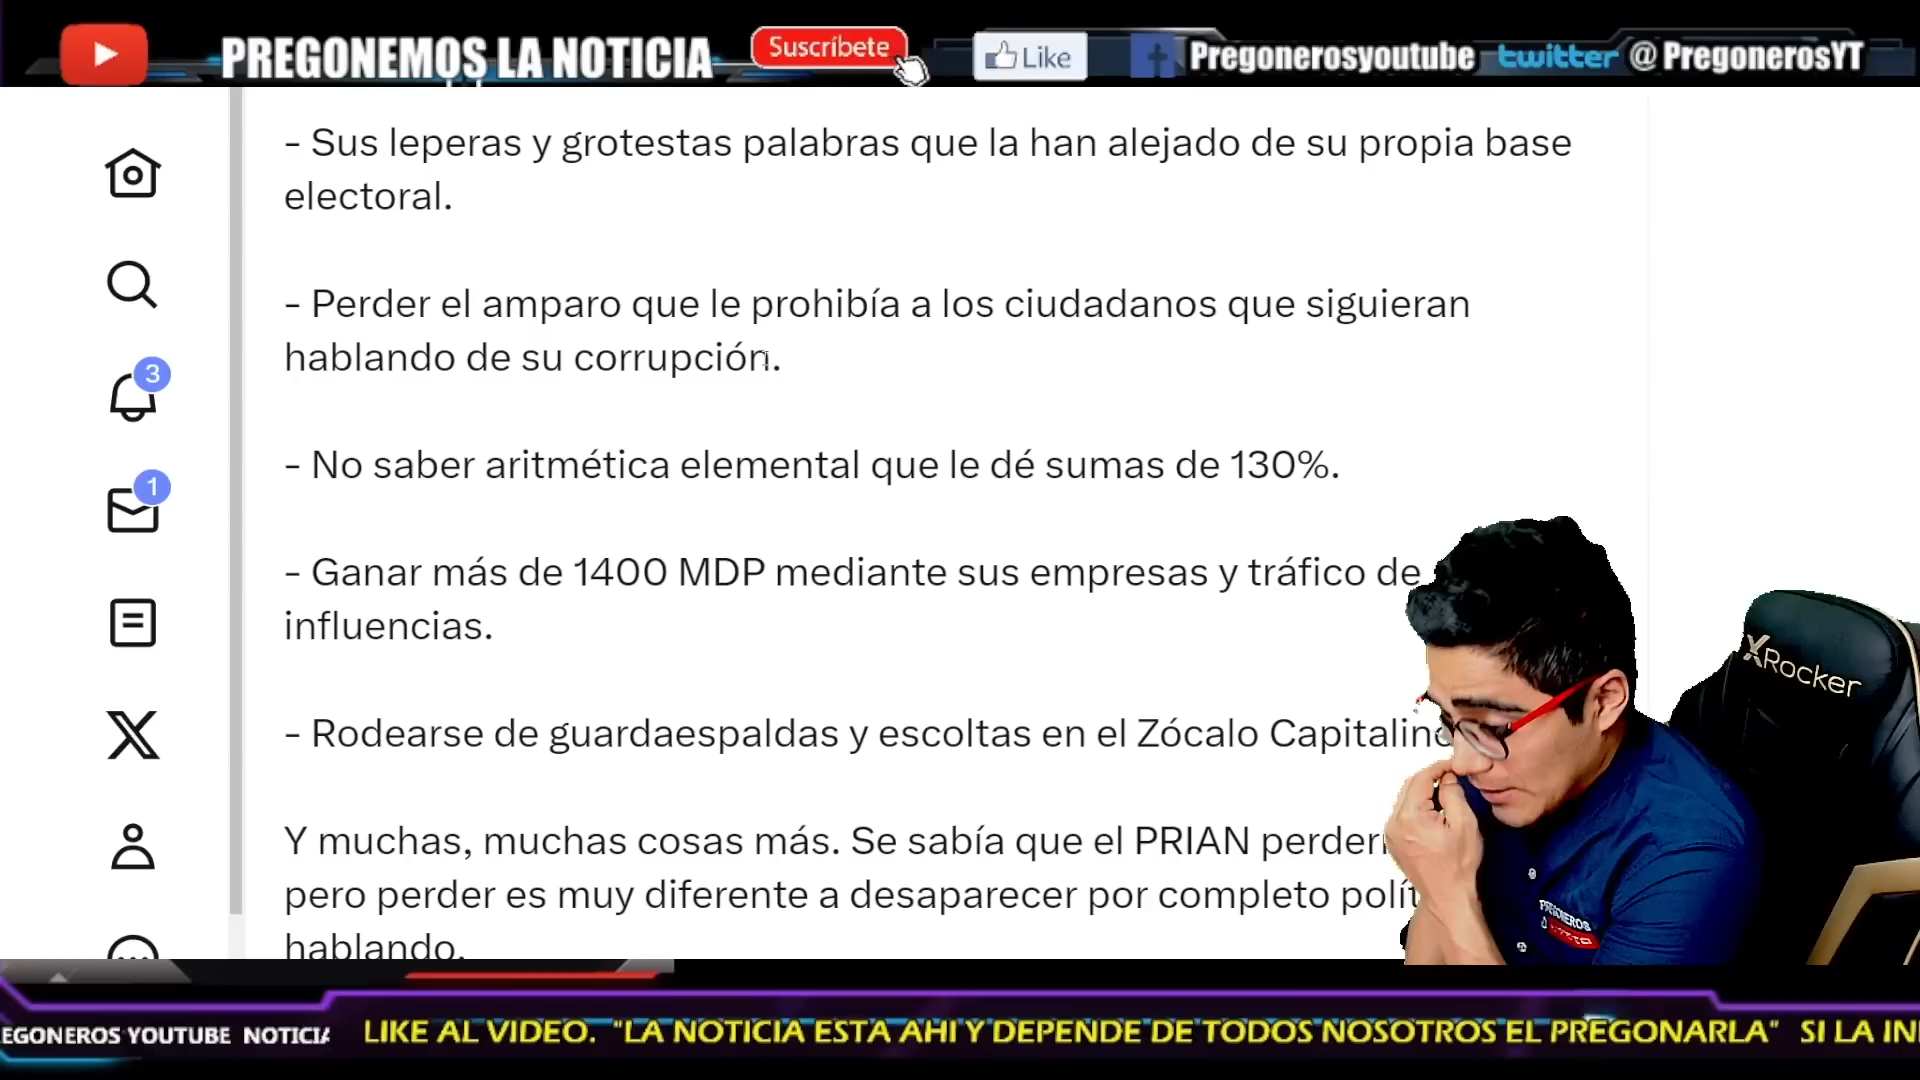 PREGONEMOS LA NOTICIA Suscríbete Like Pregonerosyoutube twitter @PregonerosYT
- Sus leperas y grotestas palabras que la han alejado de su propia base
electoral.
- Perder el amparo que le prohibía a los ciudadanos que siguieran
hablando de su corrupción.
3
- No saber aritmética elemental que le dé sumas de 130%.
1
- Ganar más de 1400 MDP mediante sus empresas y tráfico de
influencias.
XRocker
- Rodearse de guardaespaldas y escoltas en el Zócalo Capitalino
Y muchas, muchas cosas más. Se sabía que el PRIAN
pero perder es muy diferente a desaparecer por completo
hablando.
PREGONEROS
EGONEROS YOUTUBE NOTICIA LIKE AL VIDEO. "LA NOTICIA ESTA AHI Y DEPENDE DE TODOS NOSOTROS EL PREGONARLA" SI LA